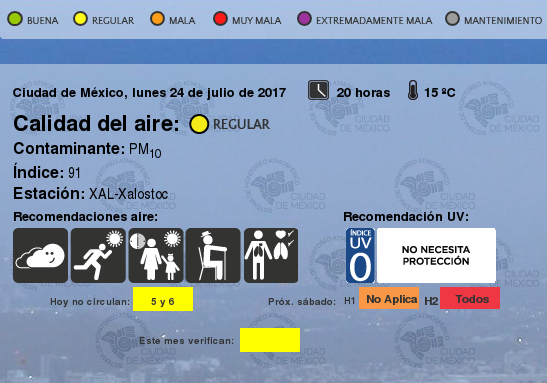 BUENA REGULAR MALA MUY MALA EXTREMADAMENTE MALA MANTENIMIENTO
Ciudad de México, lunes 24 de julio de 2017 20 horas 15 ºC
Calidad del aire: REGULAR
Contaminante: PM10
Índice: 91
Estación: XAL-Xalostoc
Recomendaciones aire: Recomendación UV:
ÍNDICE
UV
0
NO NECESITA
PROTECCIÓN
Hoy no circulan: 5 y 6 Próx. sábado: H1 No Aplica H2 Todos
Este mes verifican: